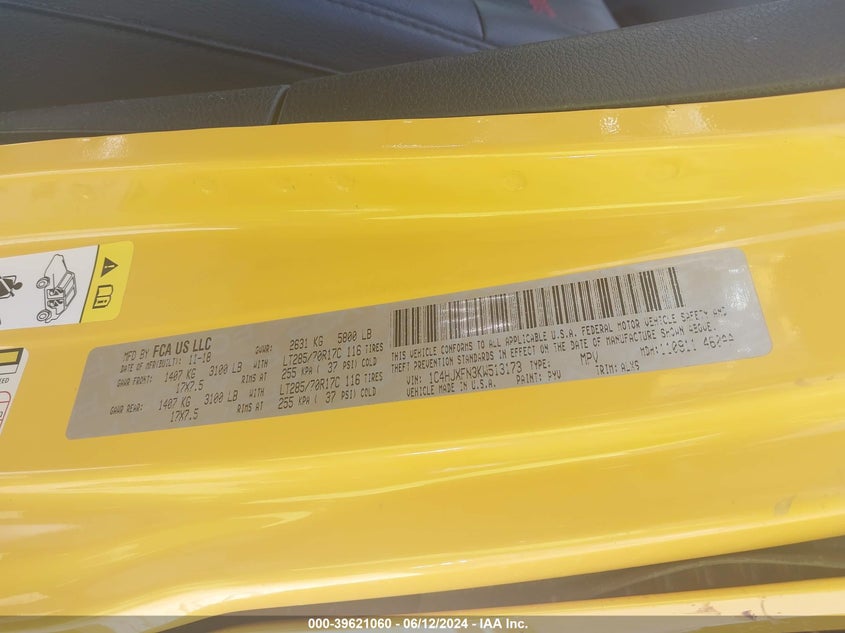 MFD BY FCA US LLC GVWR: 2631 KG 5800 LB
DATE OF MFR/BUILT: 11-18
GAWR FRONT: 1407 KG 3100 LB WITH LT285/70R17C 116 TIRES
17X7.5 RIMS AT 255 KPA ( 37 PSI) COLD
GAWR REAR: 1407 KG 3100 LB WITH LT285/70R17C 116 TIRES
17X7.5 RIMS AT 255 KPA ( 37 PSI) COLD
THIS VEHICLE CONFORMS TO ALL APPLICABLE U.S.A. FEDERAL MOTOR VEHICLE SAFETY AND
THEFT PREVENTION STANDARDS IN EFFECT ON THE DATE OF MANUFACTURE SHOWN ABOVE.
VIN: 1C4HJXFN3KW513173 TYPE: MPV MDH: 110911
VEHICLE MADE IN U.S.A. PAINT: PYV TRIM: ALX5
000-39621060 - 06/12/2024 - IAA Inc.